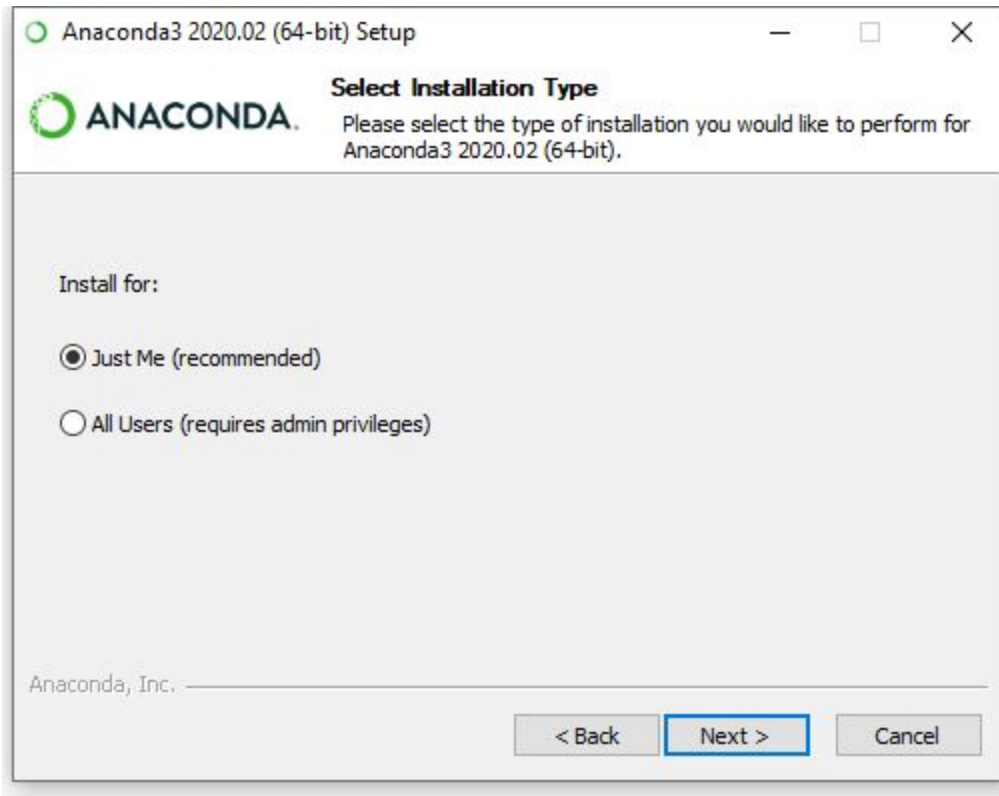 Anaconda3 2020.02 (64-bit) Setup
ANACONDA.
Select Installation Type
Please select the type of installation you would like to perform for
Anaconda3 2020.02 (64-bit).
Install for:
Just Me (recommended)
All Users (requires admin privileges)
Anaconda, Inc.
< Back
Next >
Cancel